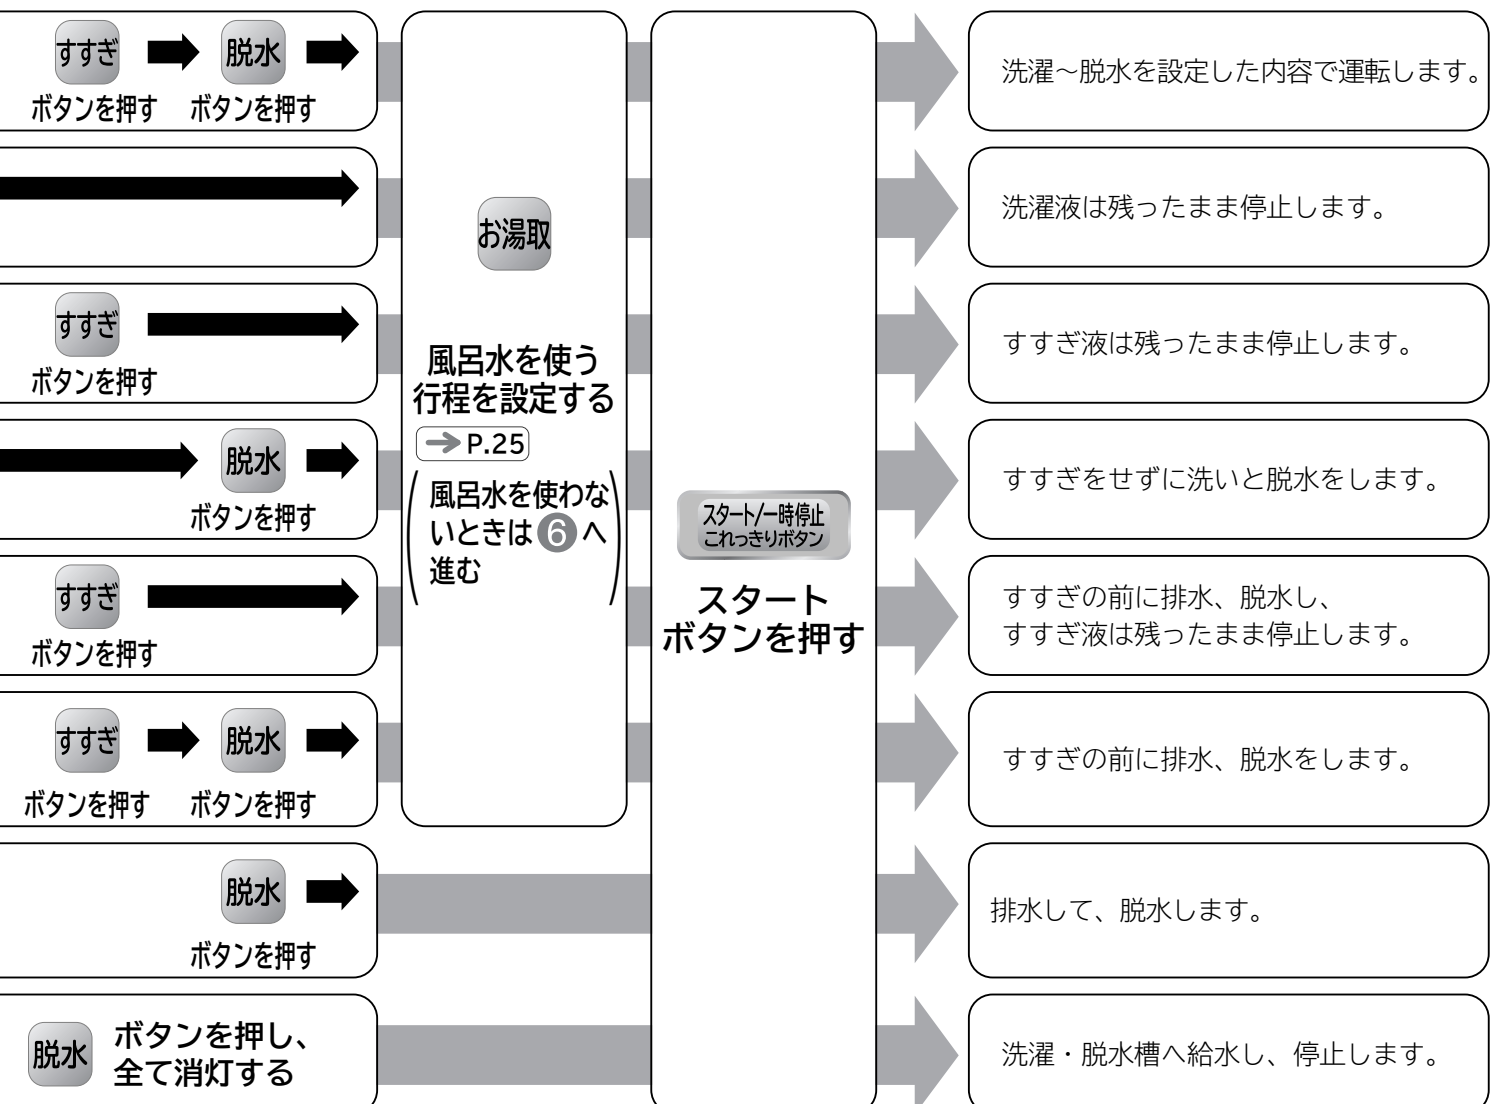 すすぎ
脱水
ボタンを押す
ボタンを押す
洗濯～脱水を設定した内容で運転します。
洗濯液は残ったまま停止します。
すすぎ
ボタンを押す
すすぎ液は残ったまま停止します。
脱水
ボタンを押す
すすぎをせずに洗いと脱水をします。
すすぎ
ボタンを押す
すすぎの前に排水、脱水し、
すすぎ液は残ったまま停止します。
すすぎ
脱水
ボタンを押す
ボタンを押す
すすぎの前に排水、脱水をします。
脱水
ボタンを押す
排水して、脱水します。
脱水
ボタンを押し、
全て消灯する
洗濯・脱水槽へ給水し、停止します。
お湯取
風呂水を使う
行程を設定する
→ P.25
風呂水を使わな
いときは6へ
進む
スタート/一時停止
これっきりボタン
スタート
ボタンを押す